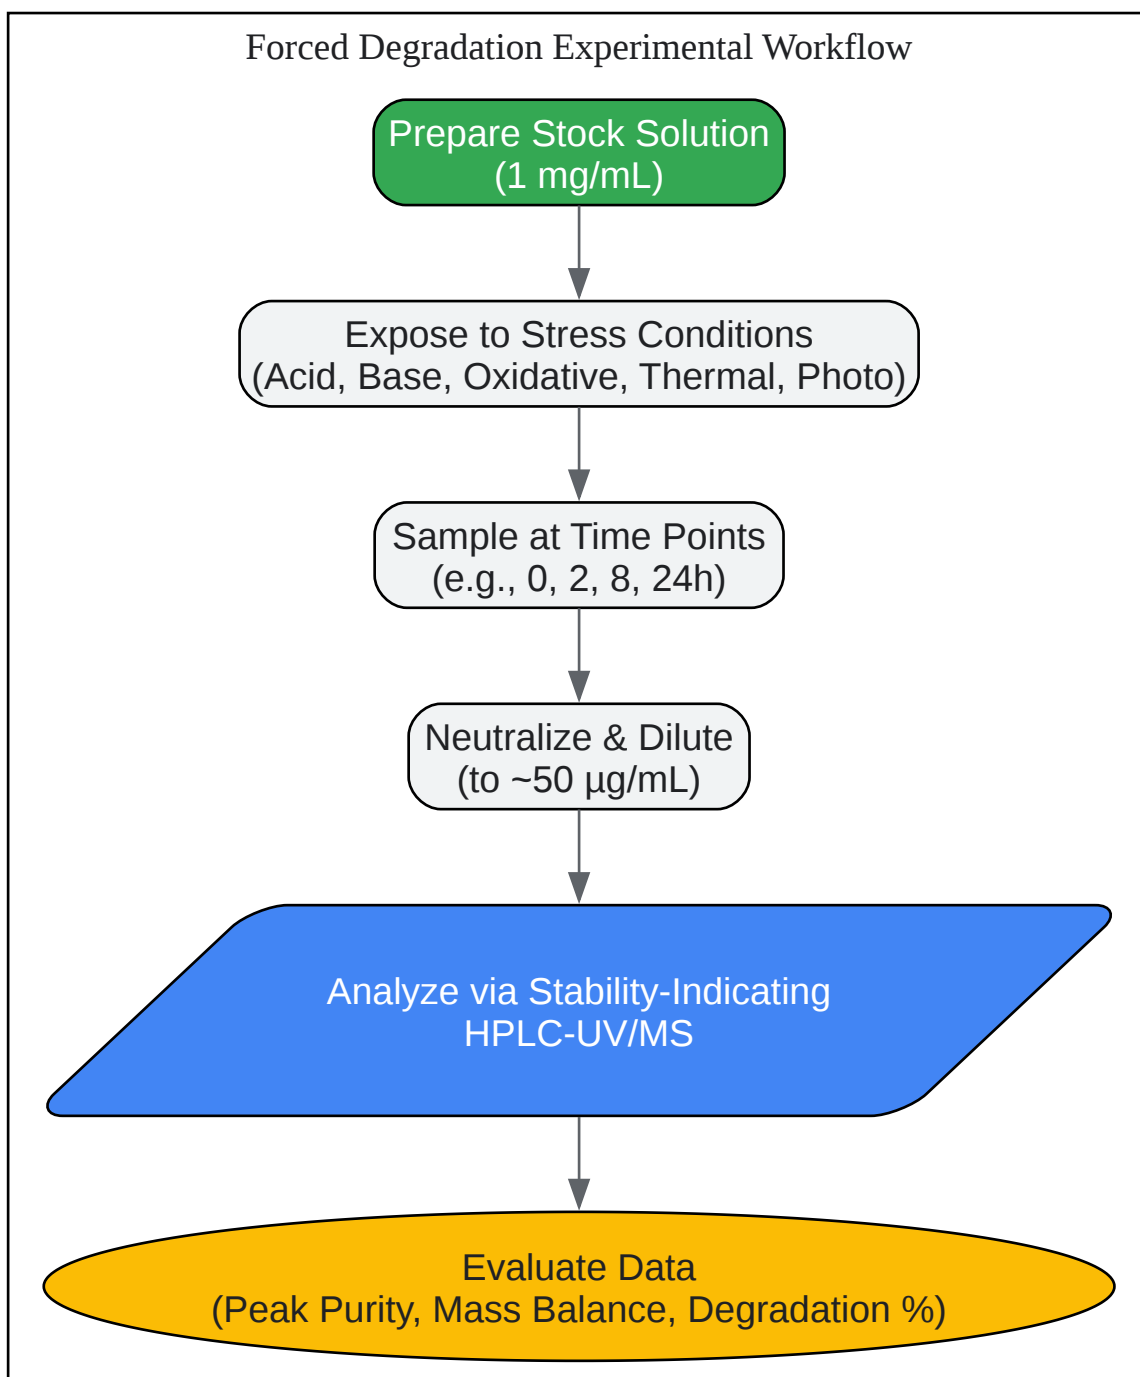 Forced Degradation Experimental Workflow
Prepare Stock Solution
(1 mg/mL)
Expose to Stress Conditions
(Acid, Base, Oxidative, Thermal, Photo)
Sample at Time Points
(e.g., 0, 2, 8, 24h)
Neutralize & Dilute
(to ~50 µg/mL)
Analyze via Stability-Indicating
HPLC-UV/MS
Evaluate Data
(Peak Purity, Mass Balance, Degradation %)